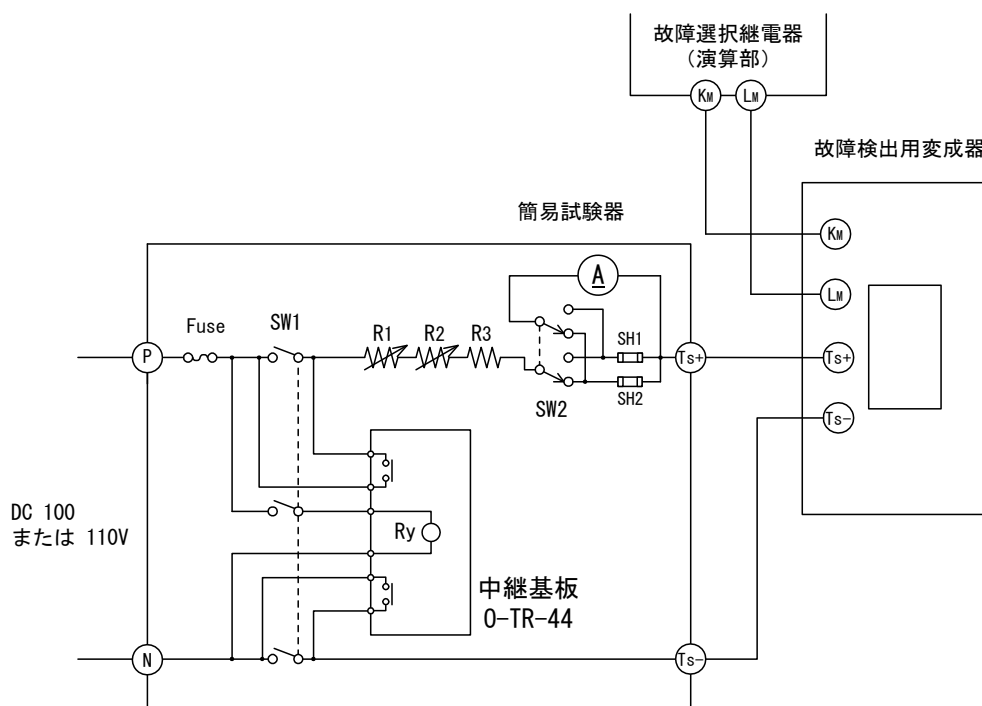 故障選択継電器
(演算部)
KM
LM
故障検出用変成器
簡易試験器
KM
A
LM
Fuse
SW1
R1
R2
R3
SH1
P
Ts+
Ts+
SH2
SW2
Ts-
DC 100
または 110V
Ry
中継基板
O-TR-44
N
Ts-